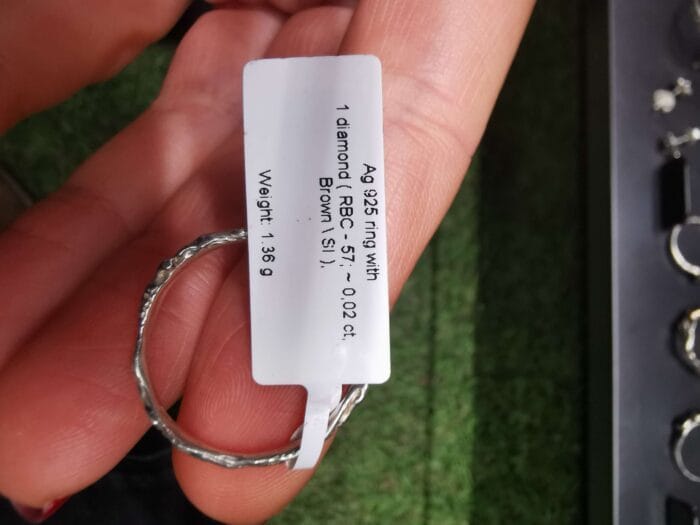 Ag 925 ring with
1 diamond ( RBC - 57; ~ 0,02 ct,
Brown \ SI ).
Weight: 1.36 g